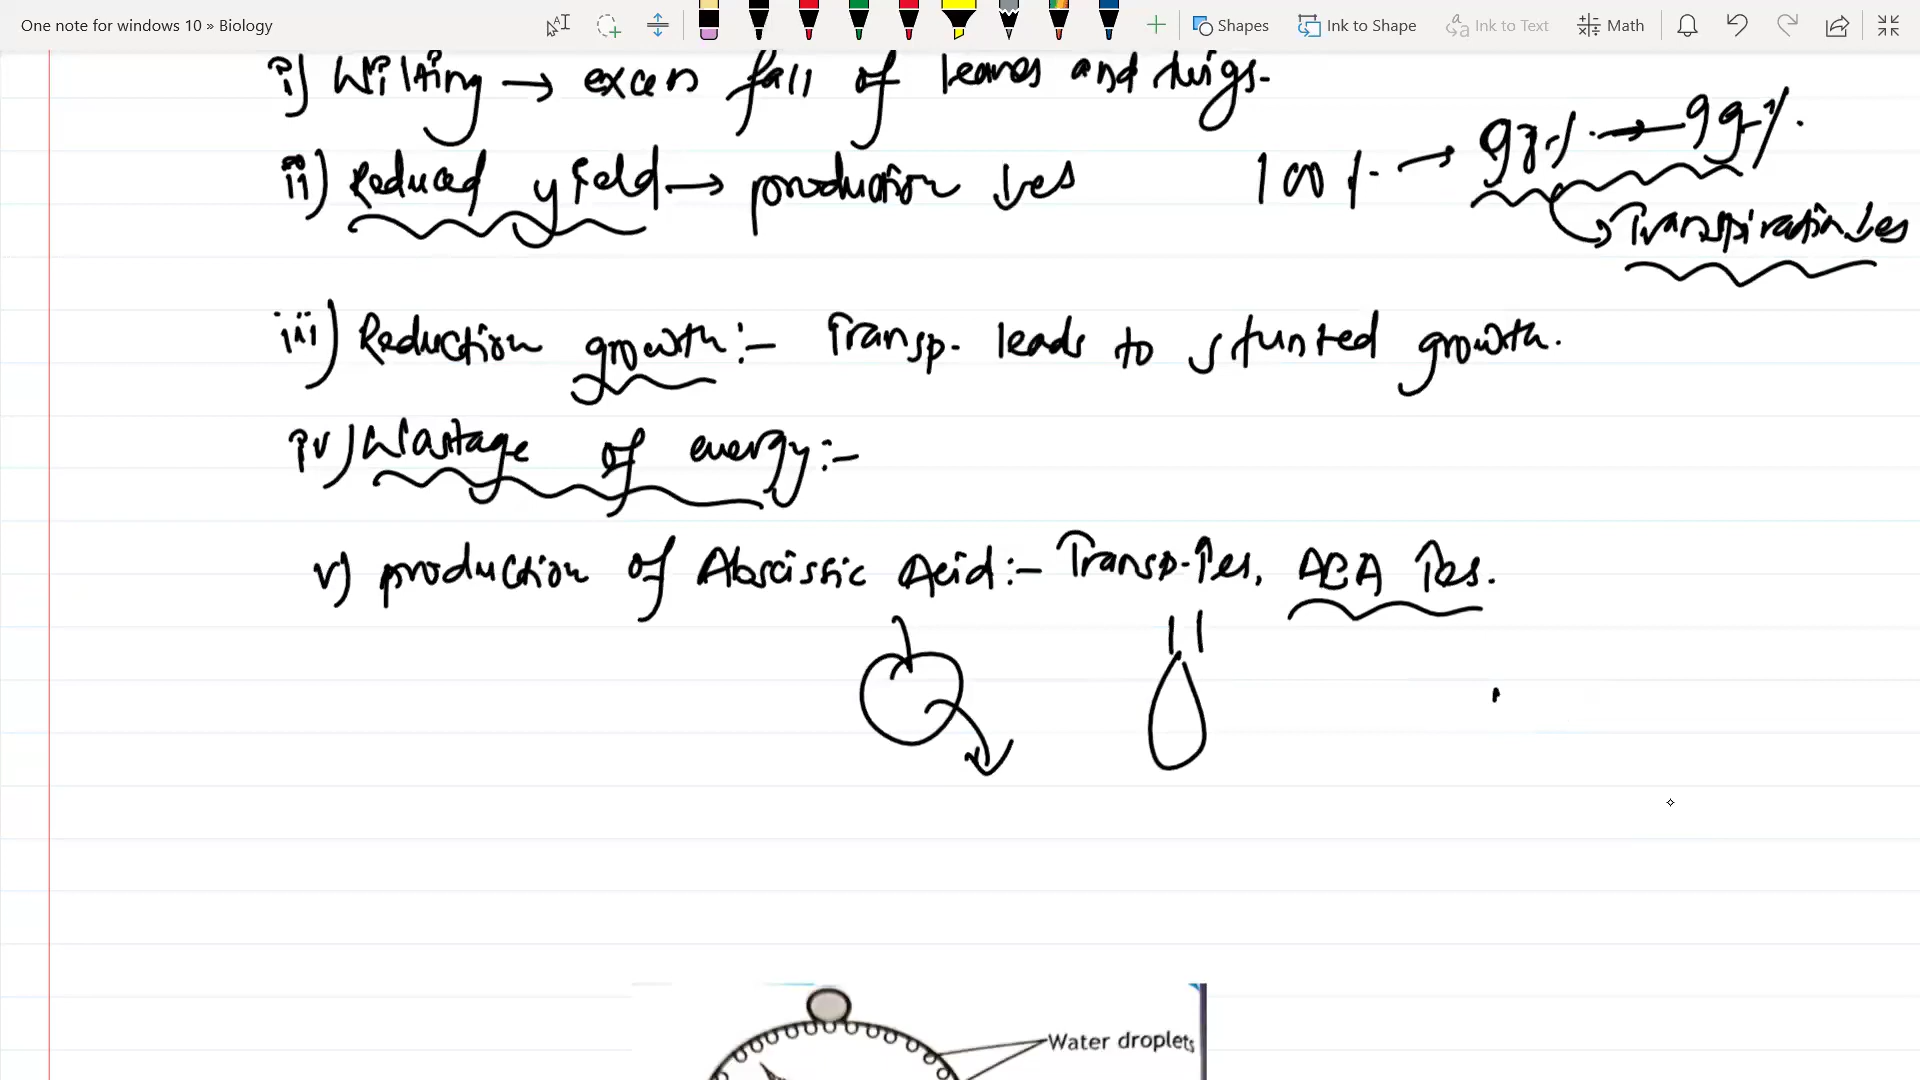 One note for windows 10 » Biology
Shapes
Ink to Shape
Ink to Text
Math
i) Wilting → excess fall of leaves and twigs.
ii) Reduced yield → production ↓es
100 % → 98% → 99%.
Transpiration ↓es
iii) Reduction growth :- Transp. leads to stunted growth.
iv) Wastage of energy :-
v) production of Abscissic Acid :- Transp. ↑es, ABA ↑es.
Water droplets